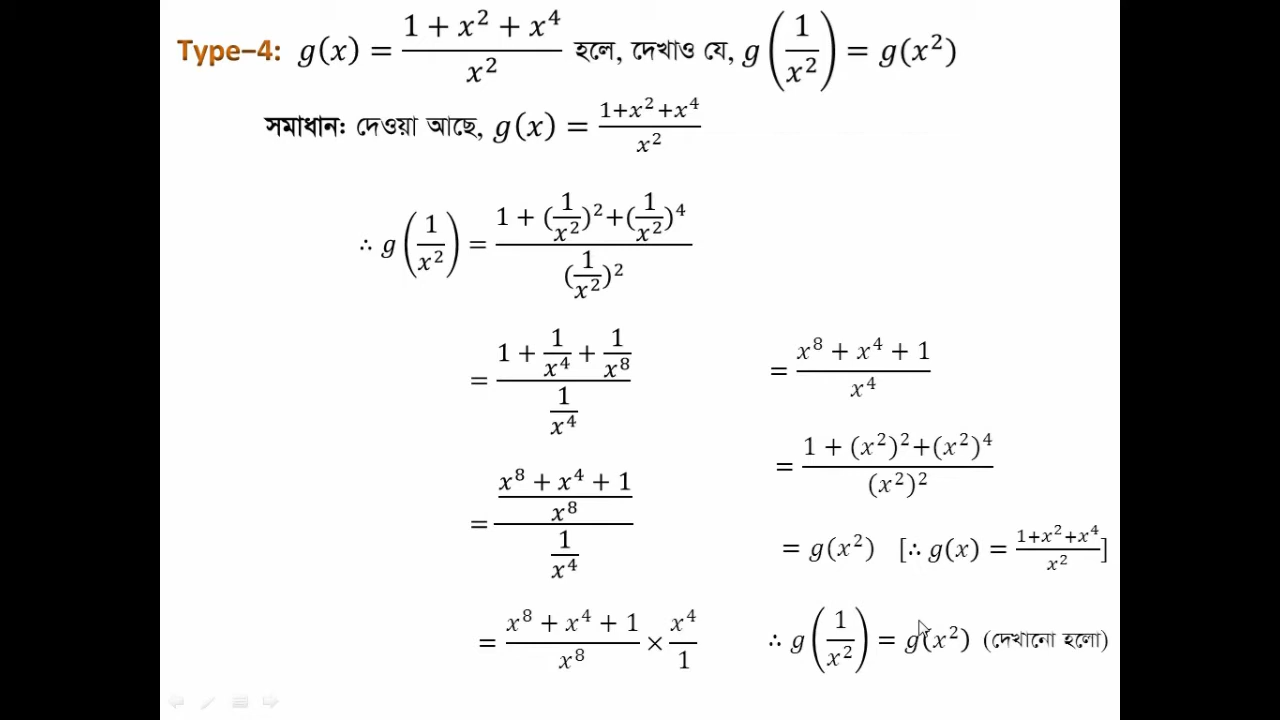 Type–4: g(x) = (1 + x² + x⁴)/x² হলে, দেখাও যে, g(1/x²) = g(x²)
সমাধান: দেওয়া আছে, g(x) = (1+x²+x⁴)/x²
∴ g(1/x²) = (1 + (1/x²)²+(1/x²)⁴)/((1/x²)²)
= (1 + 1/x⁴ + 1/x⁸)/(1/x⁴)
= ((x⁸ + x⁴ + 1)/x⁸)/(1/x⁴)
= (x⁸ + x⁴ + 1)/x⁸ × x⁴/1
= (x⁸ + x⁴ + 1)/x⁴
= (1 + (x²)²+(x²)⁴)/((x²)²)
= g(x²) [∴ g(x) = (1+x²+x⁴)/x²]
∴ g(1/x²) = g(x²) (দেখানো হলো)